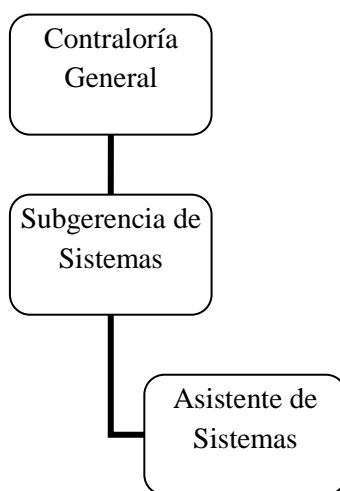 Contraloría
General
Subgerencia de
Sistemas
Asistente de
Sistemas